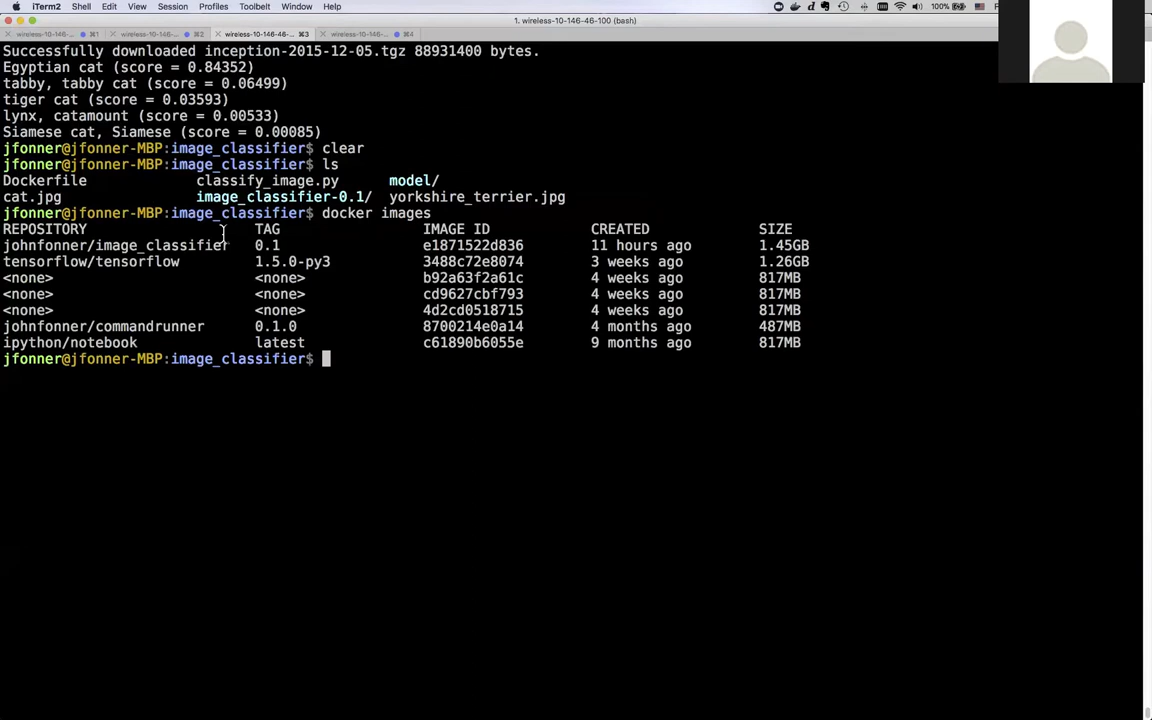 iTerm2 Shell Edit View Session Profiles Toolbelt Window Help 100%
1. wireless-10-146-46-100 (bash)
wireless-10-146-46-... ⌘1 wireless-10-146-... ⌘2 wireless-10-146-46-... ⌘3 wireless-10-146-... ⌘4
Successfully downloaded inception-2015-12-05.tgz 88931400 bytes.
Egyptian cat (score = 0.84352)
tabby, tabby cat (score = 0.06499)
tiger cat (score = 0.03593)
lynx, catamount (score = 0.00533)
Siamese cat, Siamese (score = 0.00085)
jfonner@jfonner-MBP:image_classifier$ clear
jfonner@jfonner-MBP:image_classifier$ ls
Dockerfile classify_image.py model/
cat.jpg image_classifier-0.1/ yorkshire_terrier.jpg
jfonner@jfonner-MBP:image_classifier$ docker images
REPOSITORY TAG IMAGE ID CREATED SIZE
johnfonner/image_classifier 0.1 e1871522d836 11 hours ago 1.45GB
tensorflow/tensorflow 1.5.0-py3 3488c72e8074 3 weeks ago 1.26GB
<none> <none> b92a63f2a61c 4 weeks ago 817MB
<none> <none> cd9627cbf793 4 weeks ago 817MB
<none> <none> 4d2cd0518715 4 weeks ago 817MB
johnfonner/commandrunner 0.1.0 8700214e0a14 4 months ago 487MB
ipython/notebook latest c61890b6055e 9 months ago 817MB
jfonner@jfonner-MBP:image_classifier$